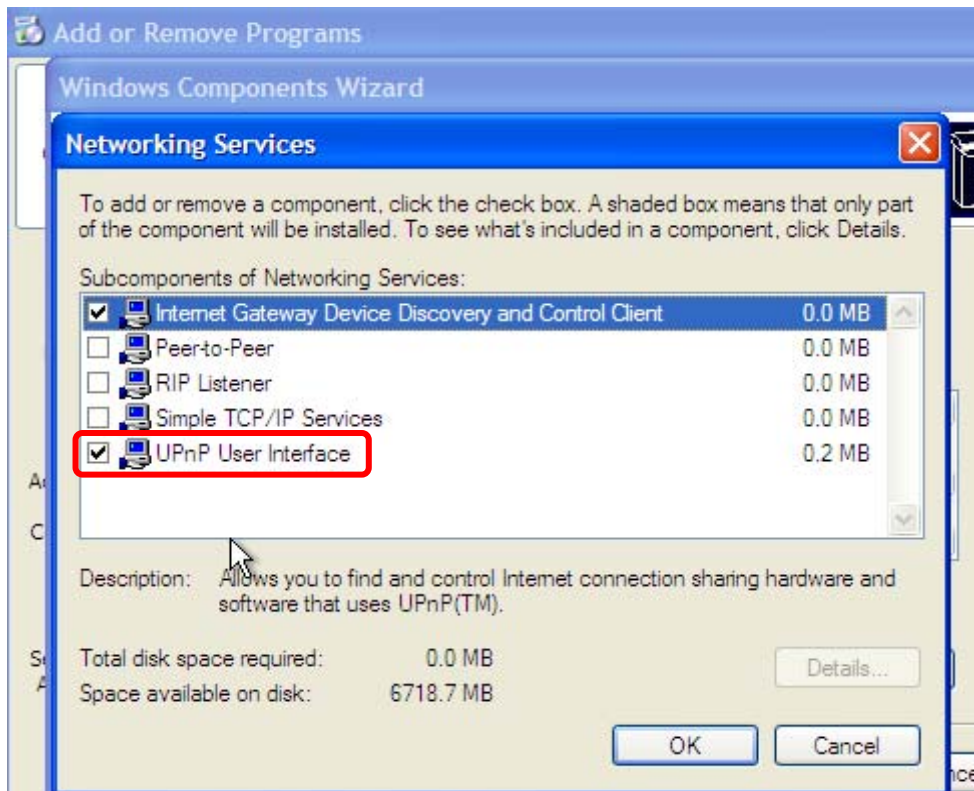 Add or Remove Programs
Windows Components Wizard
Networking Services
To add or remove a component, click the check box. A shaded box means that only part
of the component will be installed. To see what's included in a component, click Details.
Subcomponents of Networking Services:
Internet Gateway Device Discovery and Control Client 0.0 MB
Peer-to-Peer 0.0 MB
RIP Listener 0.0 MB
Simple TCP/IP Services 0.0 MB
UPnP User Interface 0.2 MB
Description: Allows you to find and control Internet connection sharing hardware and
software that uses UPnP(TM).
Total disk space required: 0.0 MB
Details...
Space available on disk: 6718.7 MB
OK Cancel